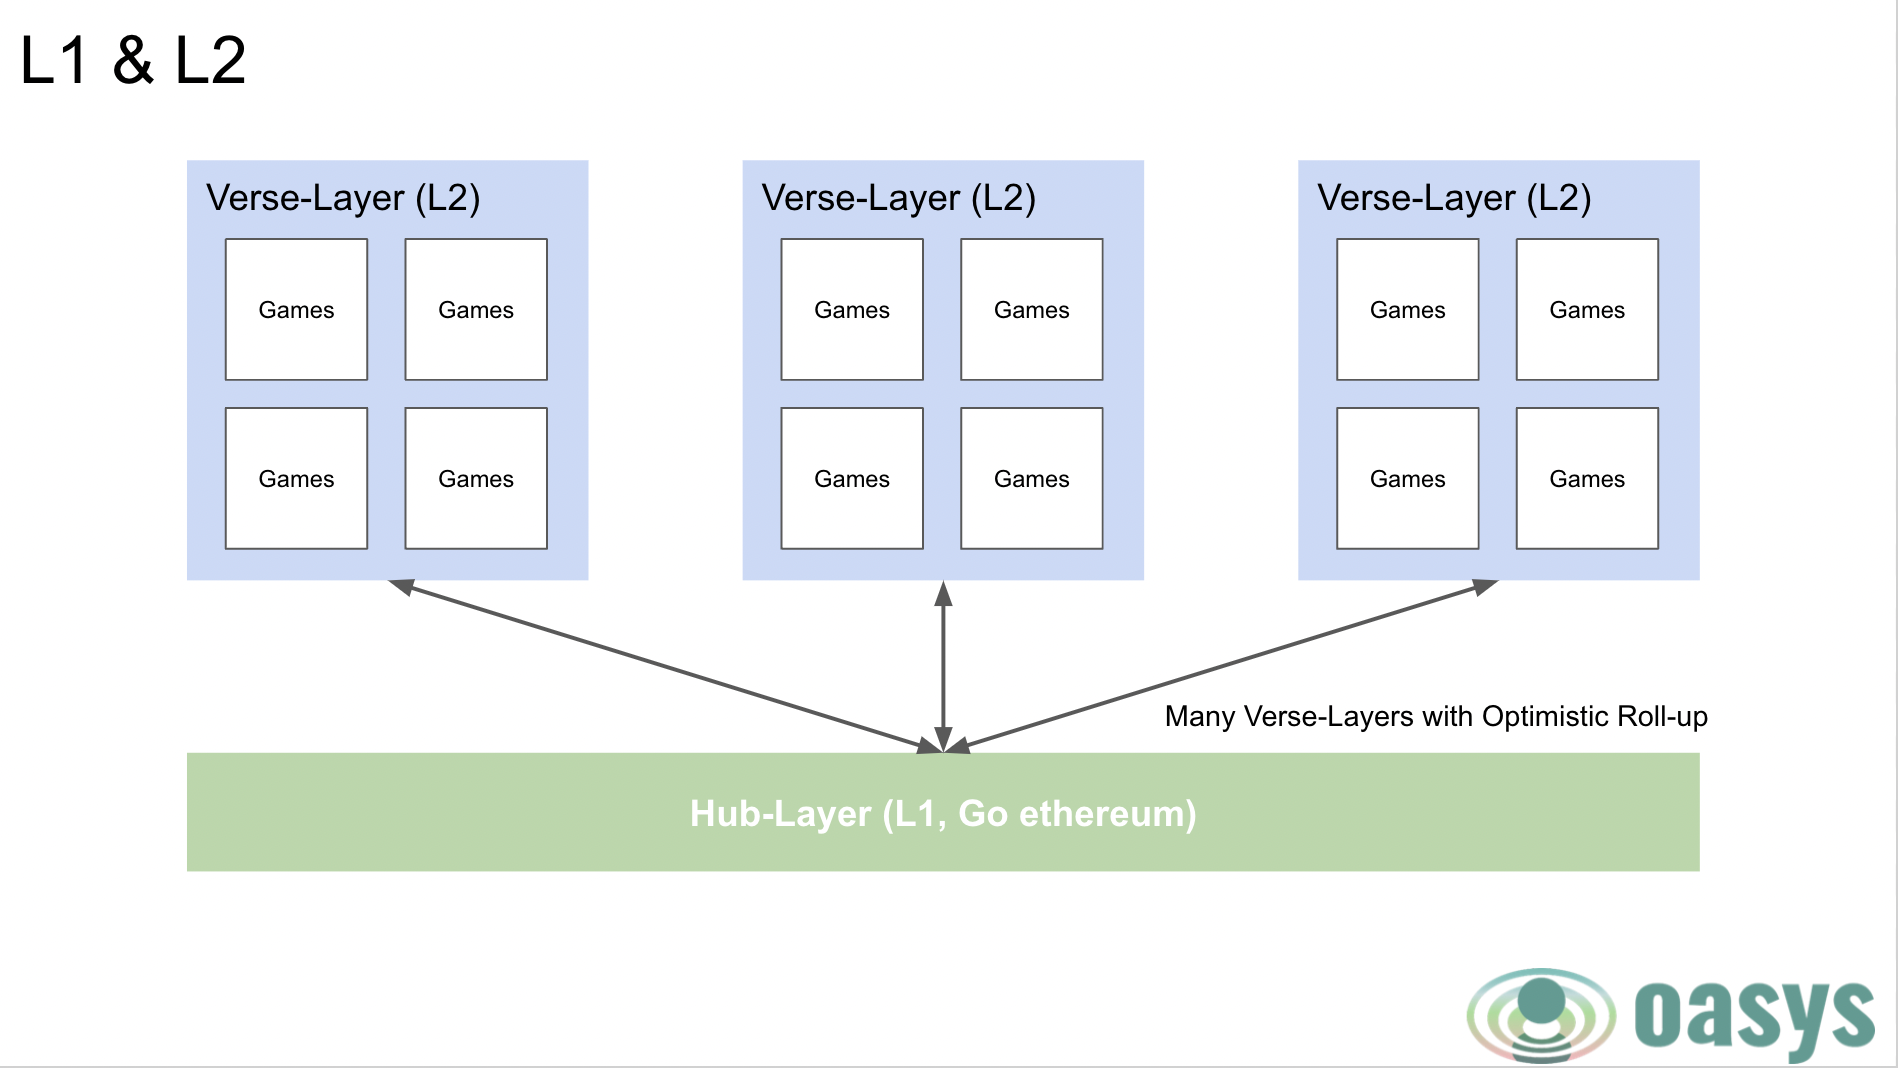 L1 & L2
Verse-Layer (L2)
Games
Games
Games
Games
Verse-Layer (L2)
Games
Games
Games
Games
Verse-Layer (L2)
Games
Games
Games
Games
Many Verse-Layers with Optimistic Roll-up
Hub-Layer (L1, Go ethereum)
oasys